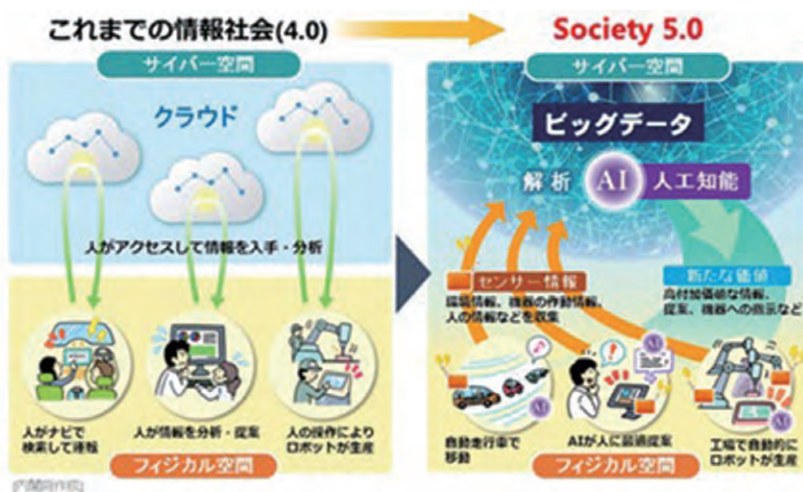 これまでの情報社会(4.0)
Society 5.0
サイバー空間
クラウド
人がアクセスして情報を入手・分析
人がナビで
検索して運転
人が情報を分析・提案
人の操作により
ロボットが生産
フィジカル空間
サイバー空間
ビッグデータ
解析
AI
人工知能
センサー情報
環境情報、機器の作動情報、
人の情報などを収集
新たな価値
高付加価値な情報、
提案、機器への指示など
自動走行車で
移動
AIが人に最適提案
工場で自動的に
ロボットが生産
AI
AI
AI
フィジカル空間